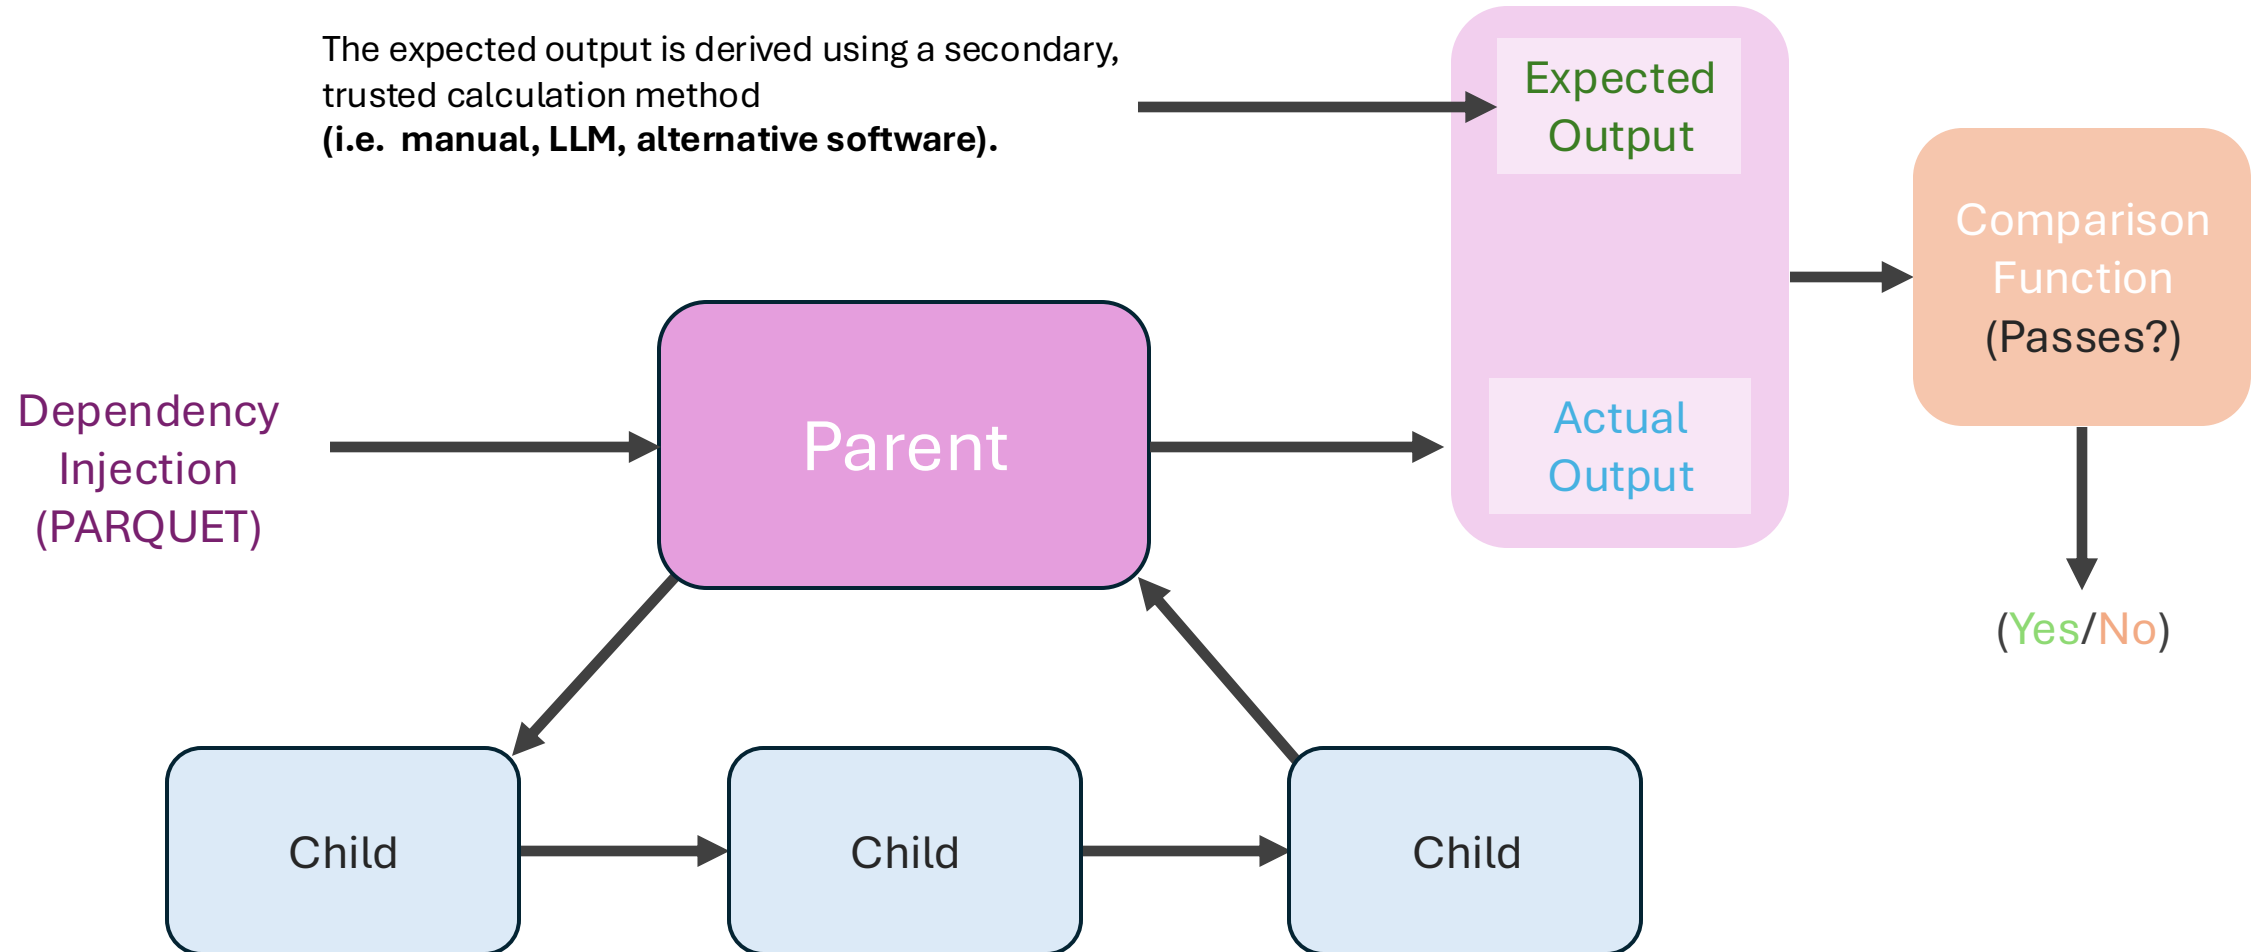 The expected output is derived using a secondary,
trusted calculation method
(i.e.  manual, LLM, alternative software).
Expected
Output
Comparison
Function
(Passes?)
Dependency
Injection
(PARQUET)
Parent
Actual
Output
(Yes/No)
Child
Child
Child